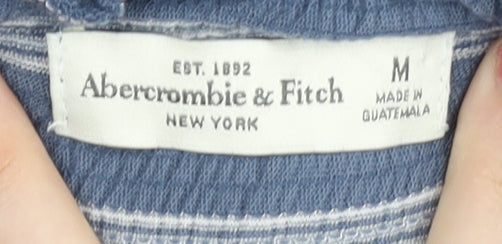 EST. 1892
Abercrombie & Fitch
NEW YORK
M
MADE IN
GUATEMALA